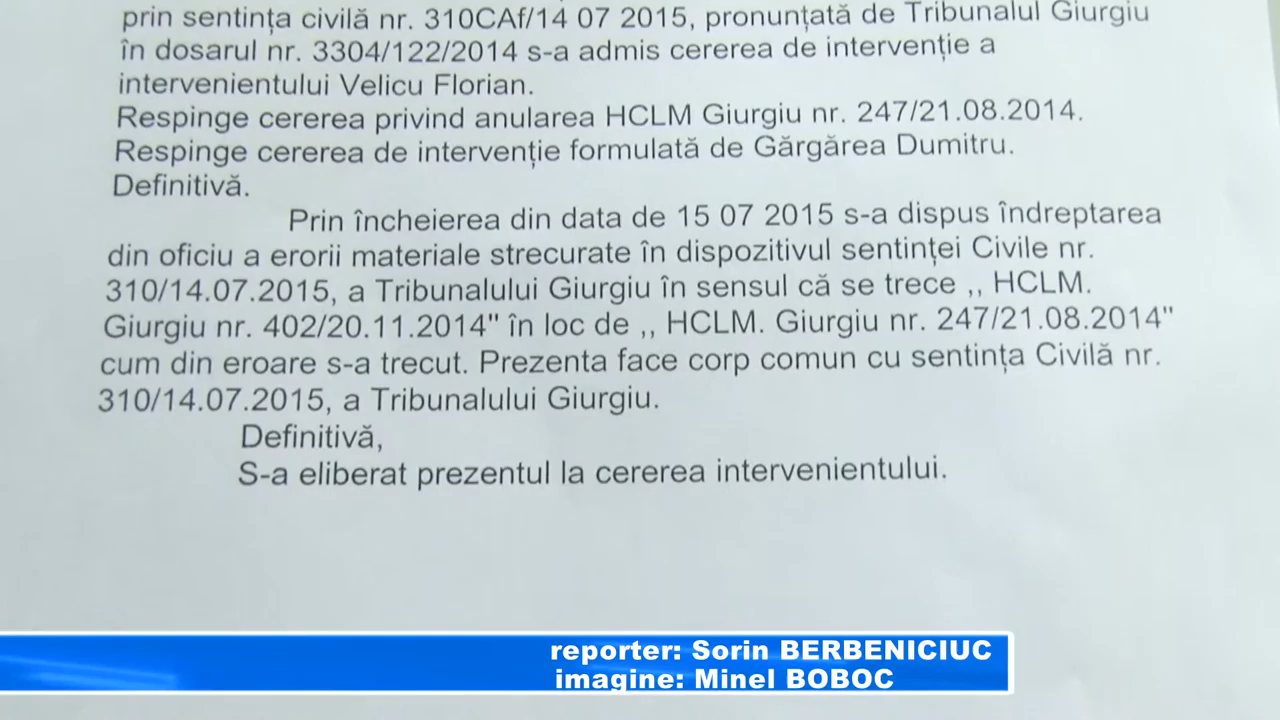 prin sentința civilă nr. 310CAf/14 07 2015, pronunțată de Tribunalul Giurgiu
în dosarul nr. 3304/122/2014 s-a admis cererea de intervenție a
intervenientului Velicu Florian.
Respinge cererea privind anularea HCLM Giurgiu nr. 247/21.08.2014.
Respinge cererea de intervenție formulată de Gărgărea Dumitru.
Definitivă.
Prin încheierea din data de 15 07 2015 s-a dispus îndreptarea
din oficiu a erorii materiale strecurate în dispozitivul sentinței Civile nr.
310/14.07.2015, a Tribunalului Giurgiu în sensul că se trece ,, HCLM.
Giurgiu nr. 402/20.11.2014" în loc de ,, HCLM. Giurgiu nr. 247/21.08.2014"
cum din eroare s-a trecut. Prezenta face corp comun cu sentința Civilă nr.
310/14.07.2015, a Tribunalului Giurgiu.
Definitivă,
S-a eliberat prezentul la cererea intervenientului.
reporter: Sorin BERBENICIUC
imagine: Minel BOBOC